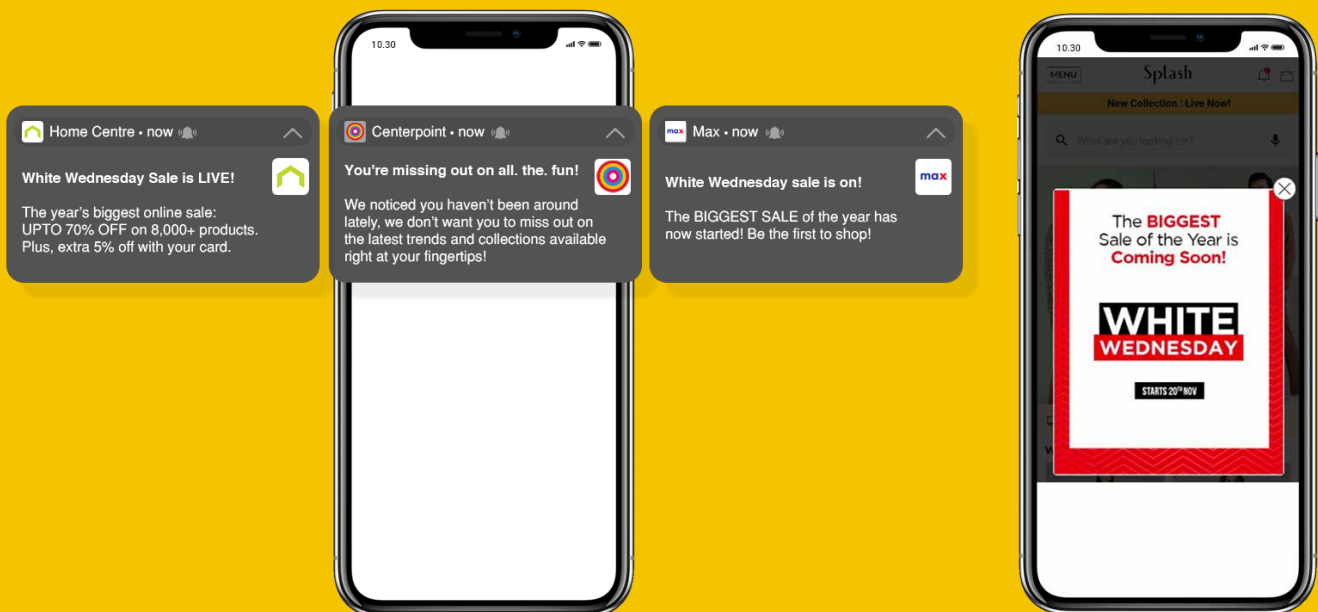 10.30
Home Centre • now
White Wednesday Sale is LIVE!
The year’s biggest online sale:
UPTO 70% OFF on 8,000+ products.
Plus, extra 5% off with your card.
Centerpoint • now
You're missing out on all. the. fun!
We noticed you haven’t been around
lately, we don’t want you to miss out on
the latest trends and collections available
right at your fingertips!
max
Max • now
White Wednesday sale is on!
max
The BIGGEST SALE of the year has
now started! Be the first to shop!
10.30
MENU
Splash
New Collection : Live Now!
What are you looking for?
The BIGGEST
Sale of the Year is
Coming Soon!
WHITE
WEDNESDAY
STARTS 20TH NOV